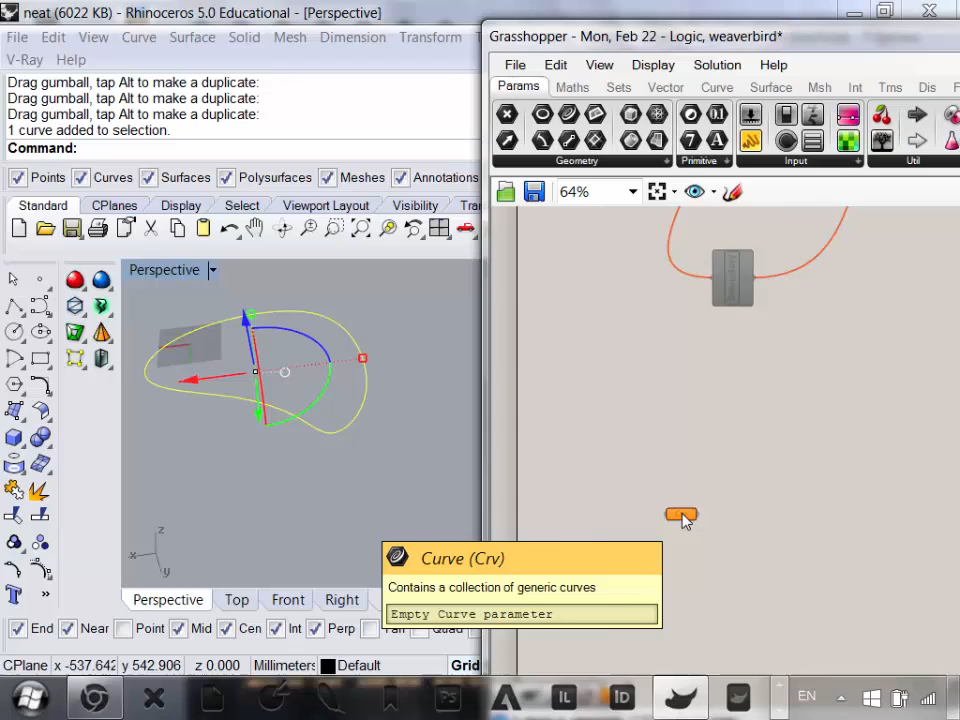 neat (6022 KB) - Rhinoceros 5.0 Educational - [Perspective]
File Edit View Curve Surface Solid Mesh Dimension Transform
V-Ray Help
Drag gumball, tap Alt to make a duplicate:
Drag gumball, tap Alt to make a duplicate:
Drag gumball, tap Alt to make a duplicate:
1 curve added to selection.
Command:
Points Curves Surfaces Polysurfaces Meshes Annotations
Standard CPlanes Display Select Viewport Layout Visibility
Perspective
z
x
y
Perspective Top Front Right
End Near Point Mid Cen Int Perp Quad
CPlane x -537.642 y 542.906 z 0.000 Millimeters Default Grid
Grasshopper - Mon, Feb 22 - Logic, weaverbird*
File Edit View Display Solution Help
Params Maths Sets Vector Curve Surface Msh Int Trns Dis
Geometry Primitive Input Util
64%
Curve (Crv)
Contains a collection of generic curves
Empty Curve parameter
PS IL ID EN